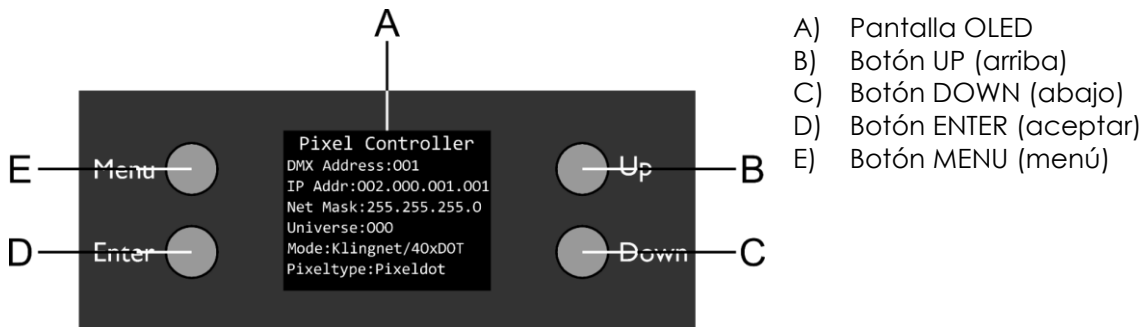 A
A) Pantalla OLED
B) Botón UP (arriba)
C) Botón DOWN (abajo)
D) Botón ENTER (aceptar)
E) Botón MENU (menú)
Pixel Controller
DMX Address:001
IP Addr:002.000.001.001
Net Mask:255.255.255.0
Universe:000
Mode:Klingnet/40xDOT
Pixeltype:Pixeldot
E Menu Up B
D Enter Down C